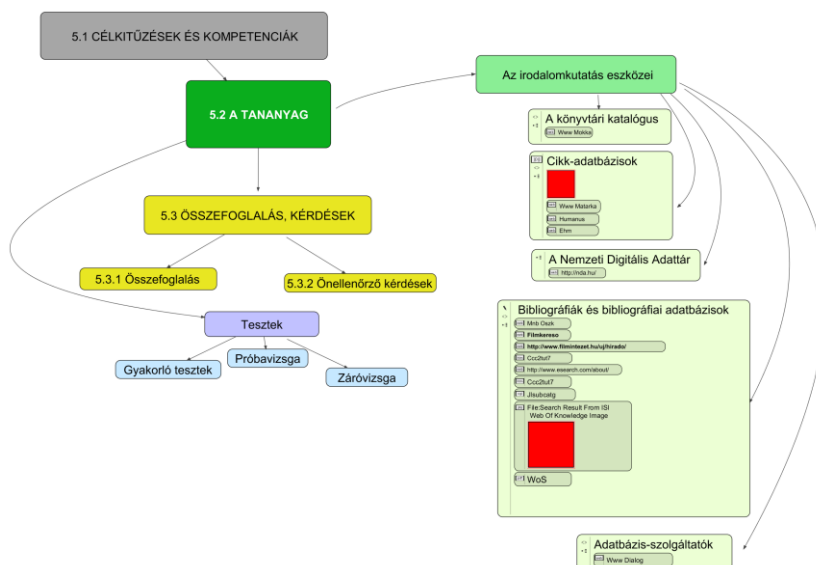 5.1 CÉLKITŰZÉSEK ÉS KOMPETENCIÁK
5.2 A TANANYAG
5.3 ÖSSZEFOGLALÁS, KÉRDÉSEK
5.3.1 Összefoglalás
5.3.2 Önellenőrző kérdések
Tesztek
Gyakorló tesztek
Próbavizsga
Záróvizsga
Az irodalomkutatás eszközei
A könyvtári katalógus
Www Mokka
Cikk-adatbázisok
Www Matarka
Humanus
Ehm
A Nemzeti Digitális Adattár
http://nda.hu/
Bibliográfiák és bibliográfiai adatbázisok
Mnb Oszk
Filmkereso
http://www.filmintezet.hu/uj/hirado/
Ccc2tut7
http://www.esearch.com/about/
Ccc2tut7
Jlsubcatg
File:Search Result From ISI
Web Of Knowledge Image
WoS
Adatbázis-szolgáltatók
Www Dialog